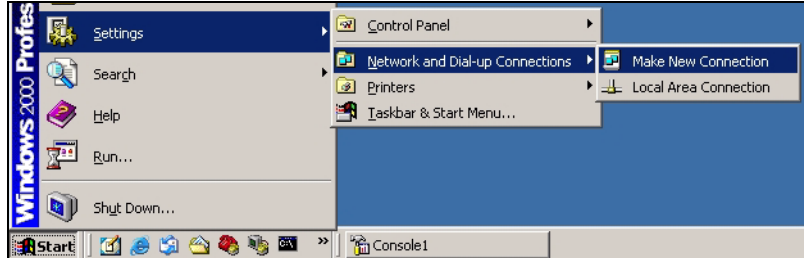 Windows 2000 Profes
Settings
Search
Help
Run...
Shut Down...
Control Panel
Network and Dial-up Connections
Printers
Taskbar & Start Menu...
Make New Connection
Local Area Connection
Start
»
Console1